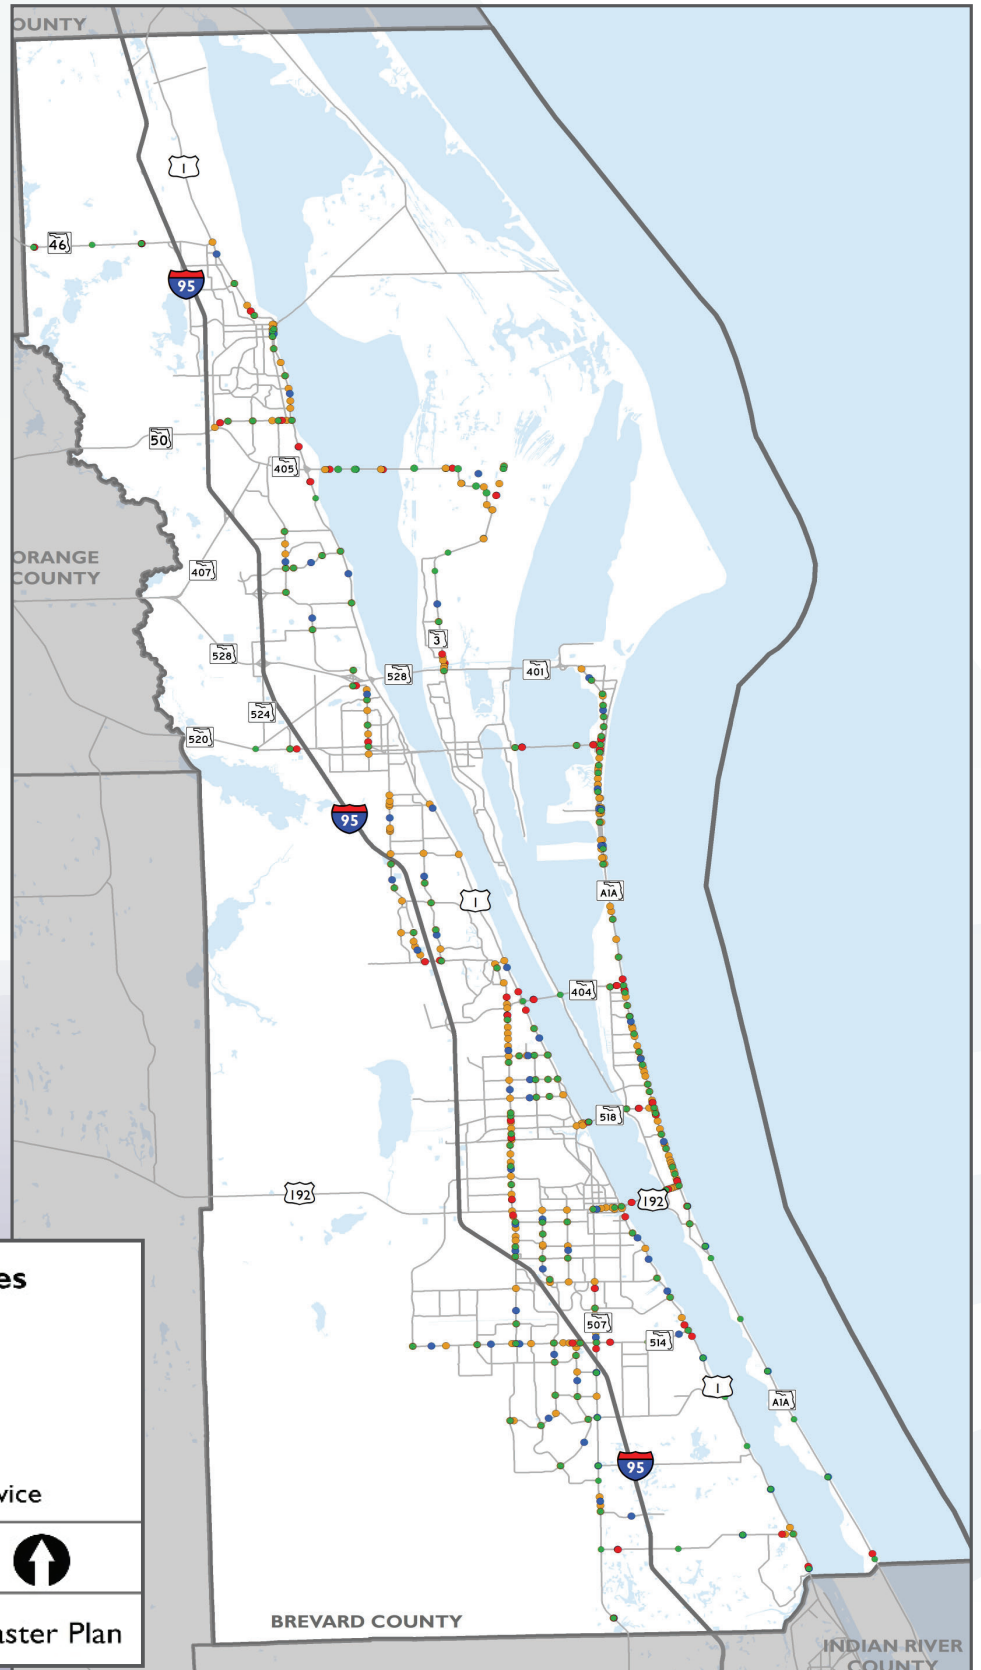 OUNTY
1
46
95
50
405
ORANGE
COUNTY
407
3
528
528
401
524
520
95
A1A
1
404
518
192
192
es
507
514
1
A1A
95
vice
aster Plan
BREVARD COUNTY
INDIAN RIVER
COUNTY